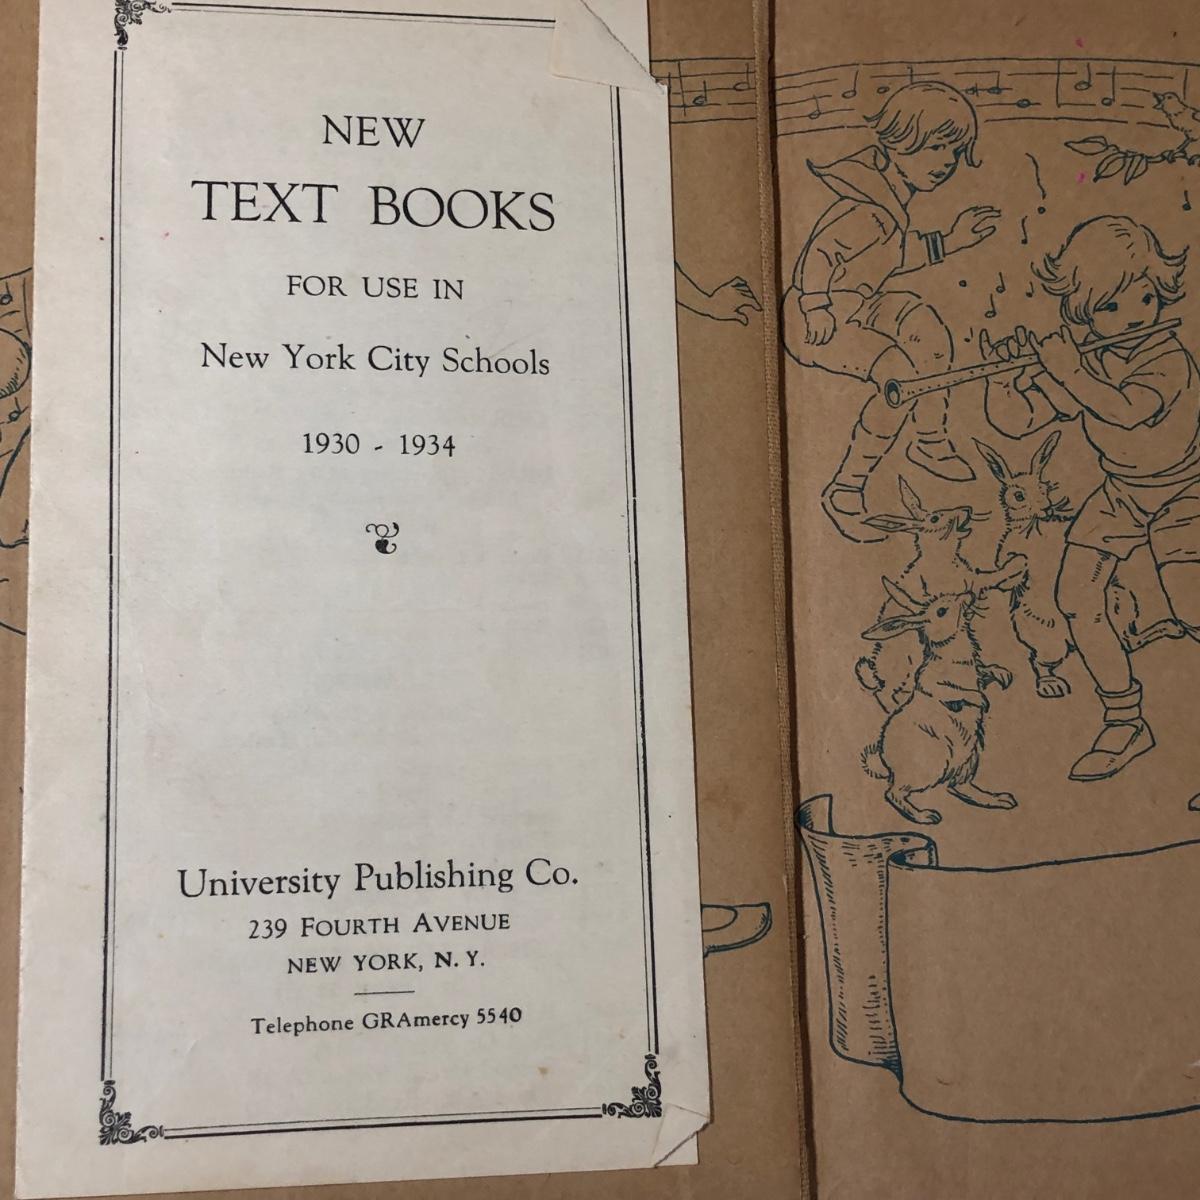 NEW
TEXT BOOKS
FOR USE IN
New York City Schools
1930 - 1934
University Publishing Co.
239 FOURTH AVENUE
NEW YORK, N. Y.
Telephone GRAmercy 5540